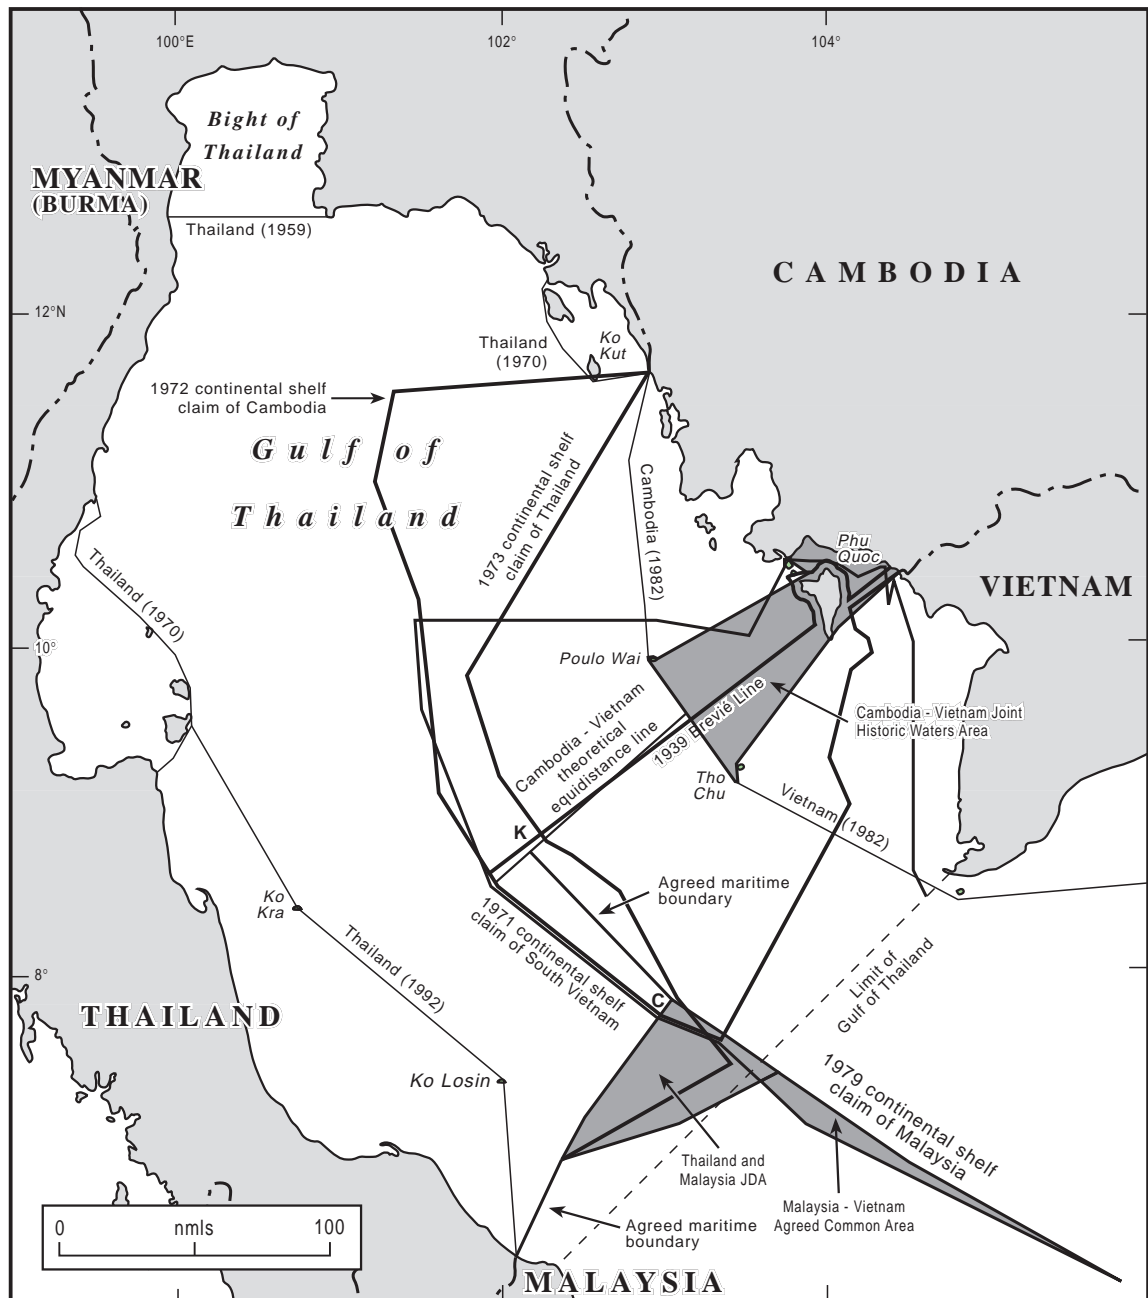 100°E
102°
104°
Bight of
Thailand
MYANMAR
(BURMA)
Thailand (1959)
CAMBODIA
12°N
Thailand
(1970)
Ko
Kut
1972 continental shelf
claim of Cambodia
Gulf of
Thailand
1973 continental shelf
claim of Thailand
Cambodia (1982)
Phu
Quoc
VIETNAM
Thailand (1970)
10°
Poulo Wai
Cambodia - Vietnam
theoretical
equidistance line
1939 Brevié Line
Cambodia - Vietnam Joint
Historic Waters Area
Tho
Chu
Vietnam (1982)
K
Agreed maritime
boundary
Ko
Kra
1971 continental shelf
claim of South Vietnam
Limit of
Gulf of Thailand
Thailand (1992)
8°
C
THAILAND
Ko Losin
1979 continental shelf
claim of Malaysia
Thailand and
Malaysia JDA
Malaysia - Vietnam
Agreed Common Area
0 nmls 100
Agreed maritime
boundary
MALAYSIA